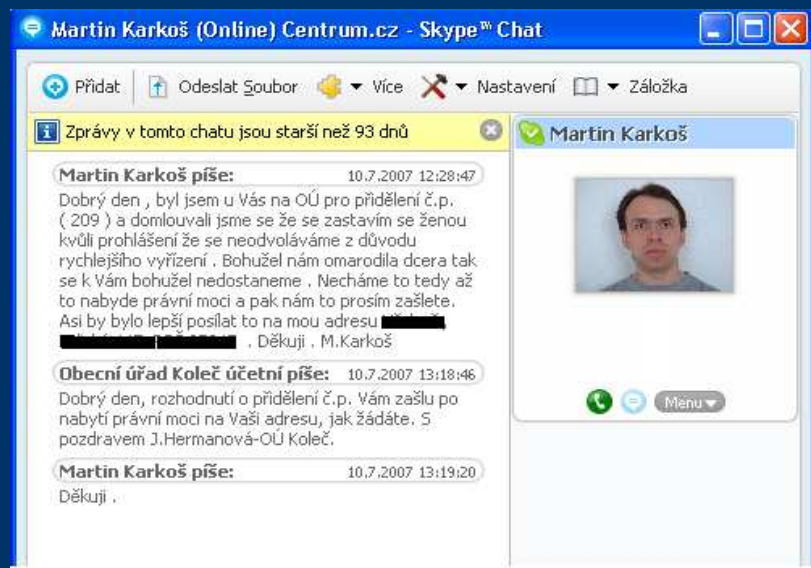 Martin Karkoš (Online) Centrum.cz - Skype™ Chat
Přidat Odeslat Soubor Více Nastavení Záložka
Zprávy v tomto chatu jsou starší než 93 dnů
Martin Karkoš píše: 10.7.2007 12:28:47
Dobrý den , byl jsem u Vás na OÚ pro přidělení č.p.
( 209 ) a domlouvali jsme se že se zastavím se ženou
kvůli prohlášení že se neodvoláváme z důvodu
rychlejšího vyřízení . Bohužel nám omarodila dcera tak
se k Vám bohužel nedostaneme . Necháme to tedy až
to nabyde právní moci a pak nám to prosím zašlete.
Asi by bylo lepší posílat to na mou adresu
. Děkuji . M.Karkoš
Obecní úřad Koleč účetní píše: 10.7.2007 13:18:46
Dobrý den, rozhodnutí o přidělení č.p. Vám zašlu po
nabytí právní moci na Vaši adresu, jak žádáte. S
pozdravem J.Hermanová-OÚ Koleč.
Martin Karkoš píše: 10.7.2007 13:19:20
Děkuji .
Martin Karkoš
Menu